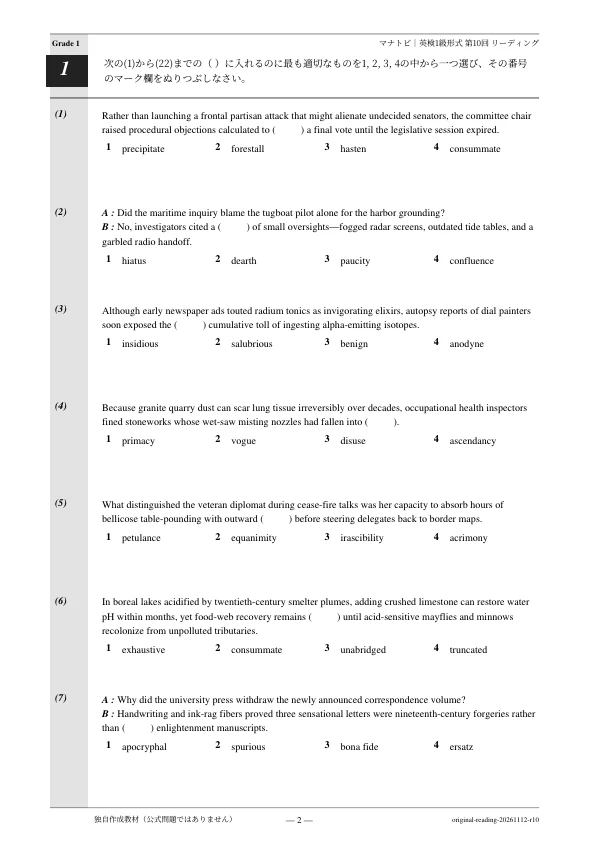 Grade 1
マナトビ｜英検1級形式 第10回 リーディング
1
次の(1)から(22)までの（ ）に入れるのに最も適切なものを1, 2, 3, 4の中から一つ選び、その番号
のマーク欄をぬりつぶしなさい。
(1)
Rather than launching a frontal partisan attack that might alienate undecided senators, the committee chair
raised procedural objections calculated to (          ) a final vote until the legislative session expired.
1 precipitate 2 forestall 3 hasten 4 consummate
(2)
A : Did the maritime inquiry blame the tugboat pilot alone for the harbor grounding?
B : No, investigators cited a (          ) of small oversights—fogged radar screens, outdated tide tables, and a
garbled radio handoff.
1 hiatus 2 dearth 3 paucity 4 confluence
(3)
Although early newspaper ads touted radium tonics as invigorating elixirs, autopsy reports of dial painters
soon exposed the (          ) cumulative toll of ingesting alpha-emitting isotopes.
1 insidious 2 salubrious 3 benign 4 anodyne
(4)
Because granite quarry dust can scar lung tissue irreversibly over decades, occupational health inspectors
fined stoneworks whose wet-saw misting nozzles had fallen into (          ).
1 primacy 2 vogue 3 disuse 4 ascendancy
(5)
What distinguished the veteran diplomat during cease-fire talks was her capacity to absorb hours of
bellicose table-pounding with outward (          ) before steering delegates back to border maps.
1 petulance 2 equanimity 3 irascibility 4 acrimony
(6)
In boreal lakes acidified by twentieth-century smelter plumes, adding crushed limestone can restore water
pH within months, yet food-web recovery remains (          ) until acid-sensitive mayflies and minnows
recolonize from unpolluted tributaries.
1 exhaustive 2 consummate 3 unabridged 4 truncated
(7)
A : Why did the university press withdraw the newly announced correspondence volume?
B : Handwriting and ink-rag fibers proved three sensational letters were nineteenth-century forgeries rather
than (          ) enlightenment manuscripts.
1 apocryphal 2 spurious 3 bona fide 4 ersatz
独自作成教材（公式問題ではありません）
— 2 —
original-reading-20261112-r10